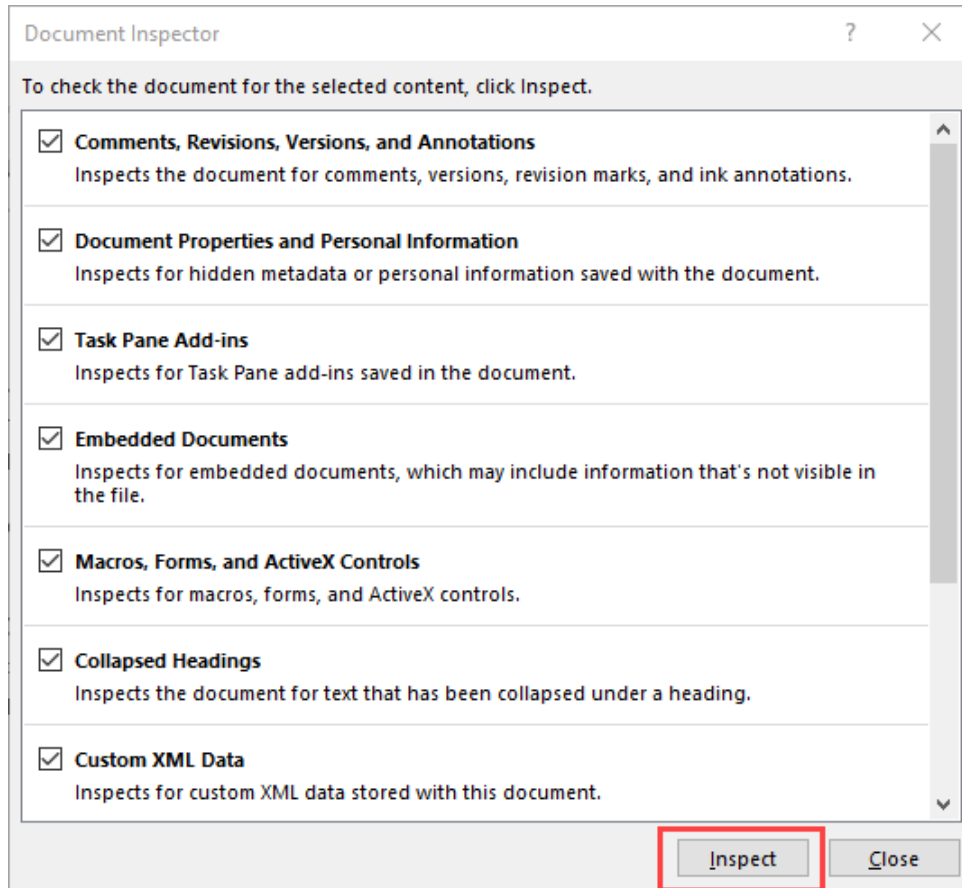 Document Inspector ?
To check the document for the selected content, click Inspect.
Comments, Revisions, Versions, and Annotations
Inspects the document for comments, versions, revision marks, and ink annotations.
Document Properties and Personal Information
Inspects for hidden metadata or personal information saved with the document.
Task Pane Add-ins
Inspects for Task Pane add-ins saved in the document.
Embedded Documents
Inspects for embedded documents, which may include information that's not visible in
the file.
Macros, Forms, and ActiveX Controls
Inspects for macros, forms, and ActiveX controls.
Collapsed Headings
Inspects the document for text that has been collapsed under a heading.
Custom XML Data
Inspects for custom XML data stored with this document.
Inspect Close